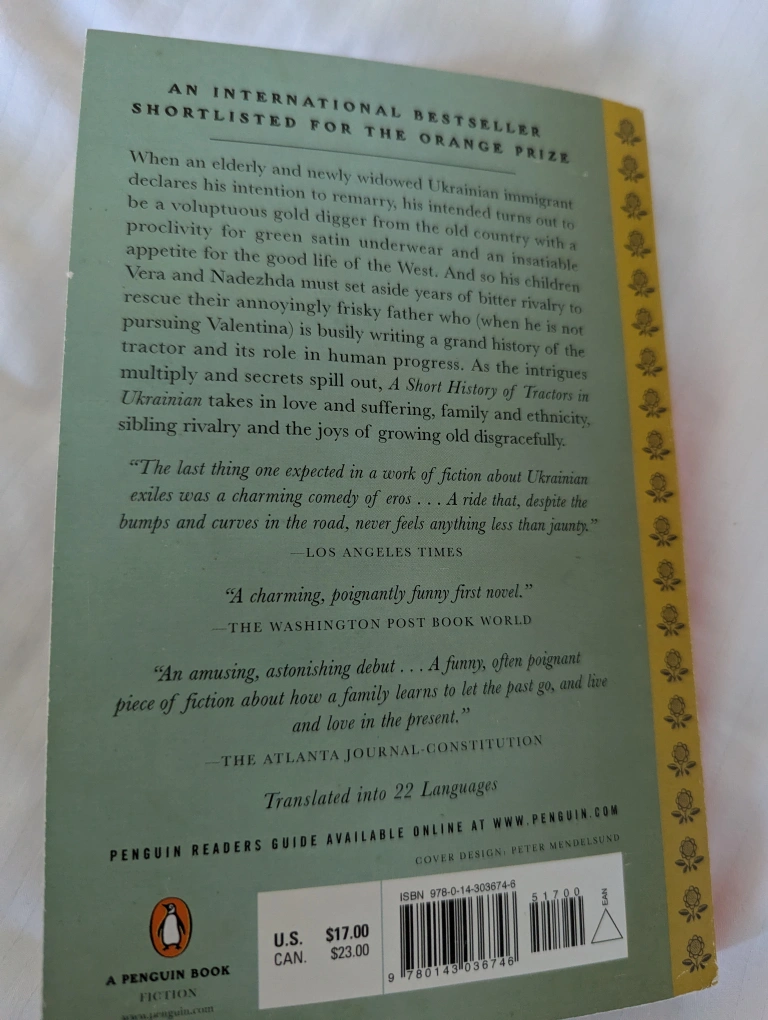 AN INTERNATIONAL BESTSELLER
SHORTLISTED FOR THE ORANGE PRIZE
When an elderly and newly widowed Ukrainian immigrant
declares his intention to remarry, his intended turns out to
be a voluptuous gold digger from the old country with a
proclivity for green satin underwear and an insatiable
appetite for the good life of the West. And so his children
Vera and Nadezhda must set aside years of bitter rivalry to
rescue their annoyingly frisky father who (when he is not
pursuing Valentina) is busily writing a grand history of the
tractor and its role in human progress. As the intrigues
multiply and secrets spill out, A Short History of Tractors in
Ukrainian takes in love and suffering, family and ethnicity,
sibling rivalry and the joys of growing old disgracefully.
“The last thing one expected in a work of fiction about Ukrainian
exiles was a charming comedy of eros . . . A ride that, despite the
bumps and curves in the road, never feels anything less than jaunty.”
—LOS ANGELES TIMES
“A charming, poignantly funny first novel.”
—THE WASHINGTON POST BOOK WORLD
“An amusing, astonishing debut . . . A funny, often poignant
piece of fiction about how a family learns to let the past go, and live
and love in the present.”
—THE ATLANTA JOURNAL-CONSTITUTION
Translated into 22 Languages
PENGUIN READERS GUIDE AVAILABLE ONLINE AT WWW.PENGUIN.COM
COVER DESIGN: PETER MENDELSUND
A PENGUIN BOOK
FICTION
www.penguin.com
U.S. $17.00
CAN. $23.00
ISBN 978-0-14-303674-6
51700
EAN
9 780143 036746